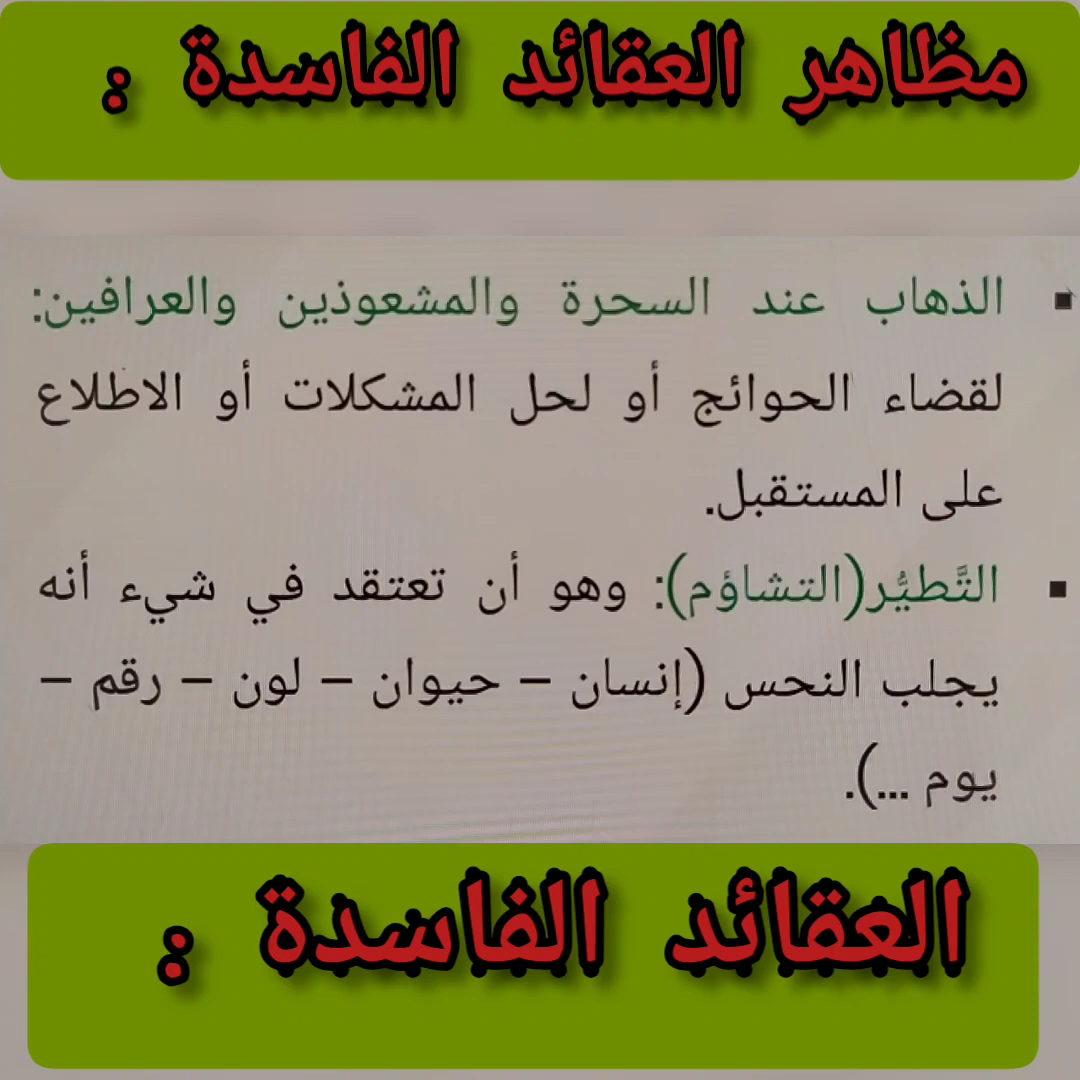 مظاهر العقائد الفاسدة :
▪ الذهاب عند السحرة والمشعوذين والعرافين:
لقضاء الحوائج أو لحل المشكلات أو الاطلاع
على المستقبل.
▪ التَّطيُّر(التشاؤم): وهو أن تعتقد في شيء أنه
يجلب النحس (إنسان – حيوان – لون – رقم –
يوم ...).
العقائد الفاسدة :